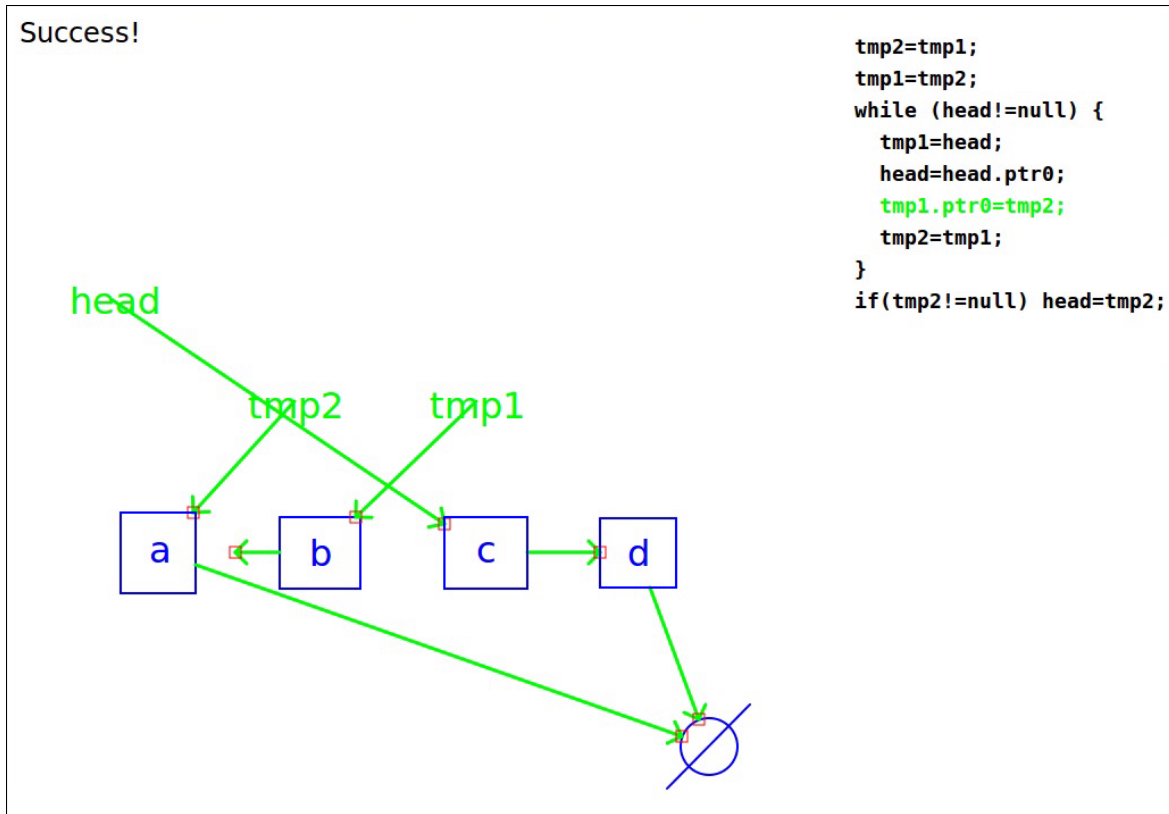 Success!
tmp2=tmp1;
tmp1=tmp2;
while (head!=null) {
  tmp1=head;
  head=head.ptr0;
  tmp1.ptr0=tmp2;
  tmp2=tmp1;
}
if(tmp2!=null) head=tmp2;
head
tmp2 tmp1
a b c d